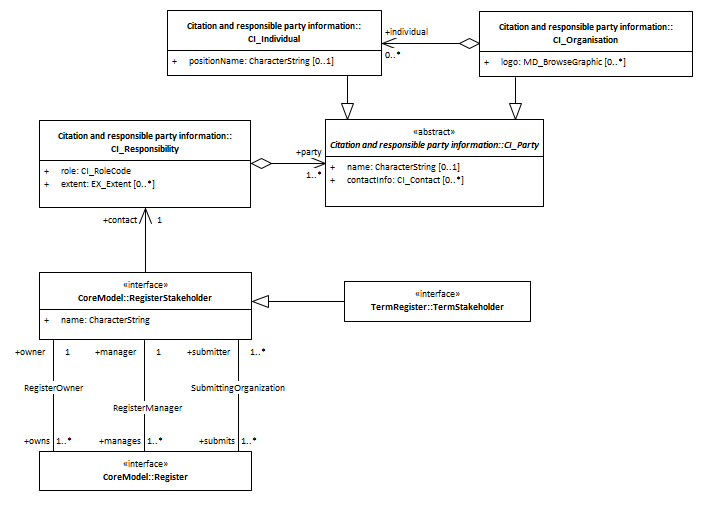 Citation and responsible party information::
CI_Individual
+ positionName: CharacterString [0..1]
+individual
0..*
Citation and responsible party information::
CI_Organisation
+ logo: MD_BrowseGraphic [0..*]
Citation and responsible party information::
CI_Responsibility
+ role: CI_RoleCode
+ extent: EX_Extent [0..*]
+party
1..*
«abstract»
Citation and responsible party information::CI_Party
+ name: CharacterString [0..1]
+ contactInfo: CI_Contact [0..*]
+contact 1
«interface»
CoreModel::RegisterStakeholder
+ name: CharacterString
«interface»
TermRegister::TermStakeholder
+owner 1 +manager 1 +submitter 1..*
RegisterOwner
SubmittingOrganization
RegisterManager
+owns 1..* +manages 1..* +submits 1..*
«interface»
CoreModel::Register